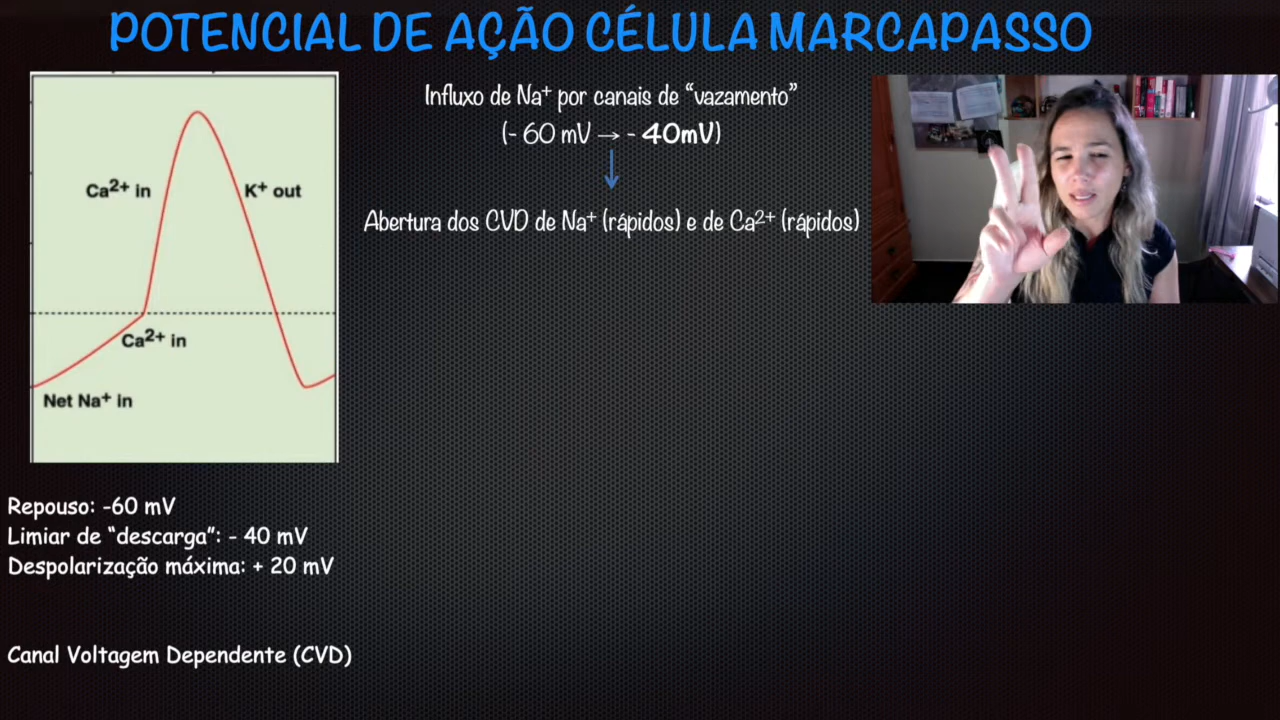 POTENCIAL DE AÇÃO CÉLULA MARCAPASSO
Influxo de Na⁺ por canais de “vazamento”
(- 60 mV → - 40mV)
Abertura dos CVD de Na⁺ (rápidos) e de Ca²⁺ (rápidos)
Ca²⁺ in
K⁺ out
Ca²⁺ in
Net Na⁺ in
Repouso: -60 mV
Limiar de “descarga”: - 40 mV
Despolarização máxima: + 20 mV
Canal Voltagem Dependente (CVD)